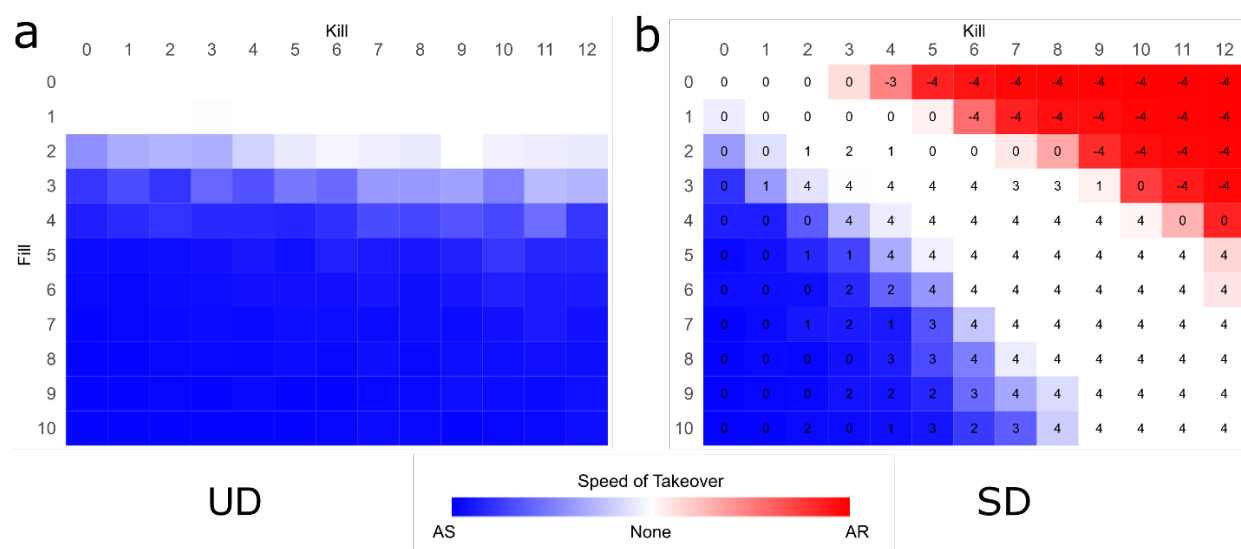 a
Kill
0 1 2 3 4 5 6 7 8 9 10 11 12
Fill
0
1
2
3
4
5
6
7
8
9
10
UD
b
Kill
0 1 2 3 4 5 6 7 8 9 10 11 12
0 0 0 0 0 -3 -4 -4 -4 -4 -4 -4 -4 -4
1 0 0 0 0 0 0 -4 -4 -4 -4 -4 -4 -4
2 0 0 1 2 1 0 0 0 0 -4 -4 -4 -4
3 0 1 4 4 4 4 4 3 3 1 0 -4 -4
4 0 0 0 4 4 4 4 4 4 4 4 0 0
5 0 0 1 1 4 4 4 4 4 4 4 4 4
6 0 0 0 2 2 4 4 4 4 4 4 4 4
7 0 0 1 2 1 3 4 4 4 4 4 4 4
8 0 0 0 0 3 3 4 4 4 4 4 4 4
9 0 0 0 2 2 2 3 4 4 4 4 4 4
10 0 0 2 0 1 3 2 3 4 4 4 4 4
SD
Speed of Takeover
AS None AR